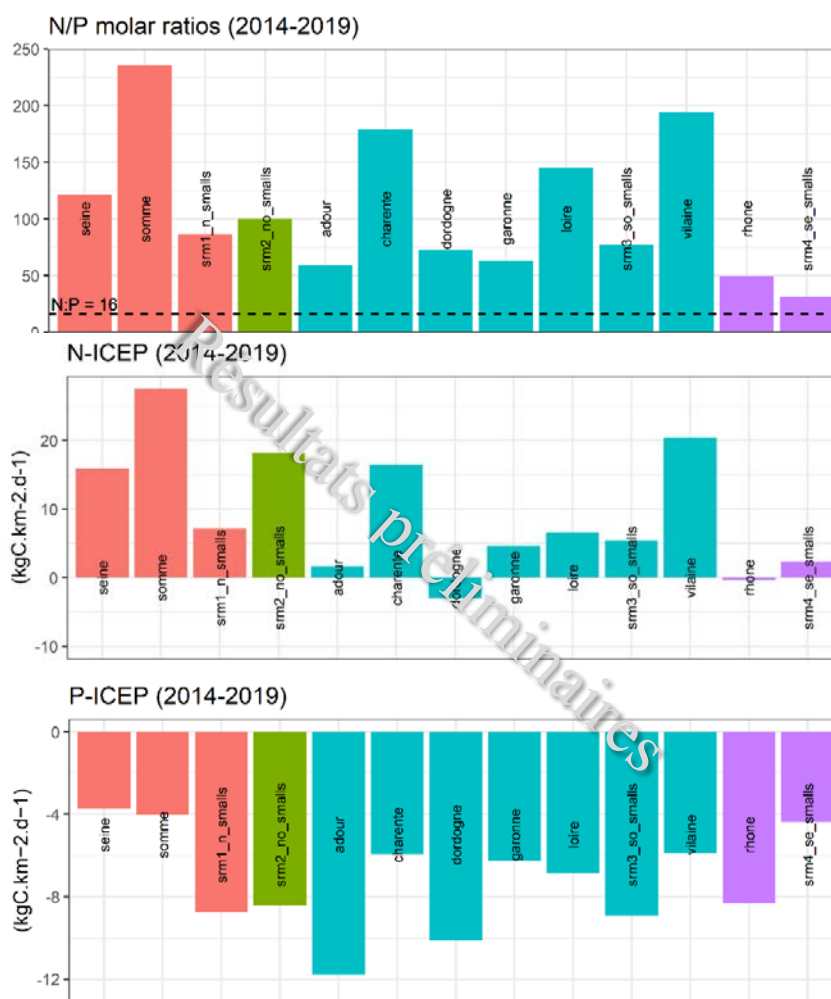 N/P molar ratios (2014-2019)
250
200
150
100
50
0
N:P = 16
seine
somme
srm1_n_smalls
srm2_no_smalls
adour
charente
dordogne
garonne
loire
srm3_so_smalls
vilaine
rhone
srm4_se_smalls
N-ICEP (2014-2019)
(kgC.km-2.d-1)
20
10
0
-10
seine
somme
srm1_n_smalls
srm2_no_smalls
adour
charente
dordogne
garonne
loire
srm3_so_smalls
vilaine
rhone
srm4_se_smalls
Résultats préliminaires
P-ICEP (2014-2019)
(kgC.km−2.d−1)
0
-4
-8
-12
seine
somme
srm1_n_smalls
srm2_no_smalls
adour
charente
dordogne
garonne
loire
srm3_so_smalls
vilaine
rhone
srm4_se_smalls